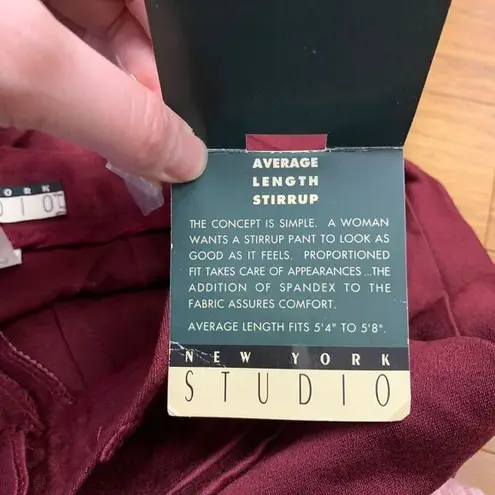 AVERAGE
LENGTH
STIRRUP
THE CONCEPT IS SIMPLE. A WOMAN
WANTS A STIRRUP PANT TO LOOK AS
GOOD AS IT FEELS. PROPORTIONED
FIT TAKES CARE OF APPEARANCES...THE
ADDITION OF SPANDEX TO THE
FABRIC ASSURES COMFORT.
AVERAGE LENGTH FITS 5'4" TO 5'8".
NEW YORK
STUDIO
ORK
DIO